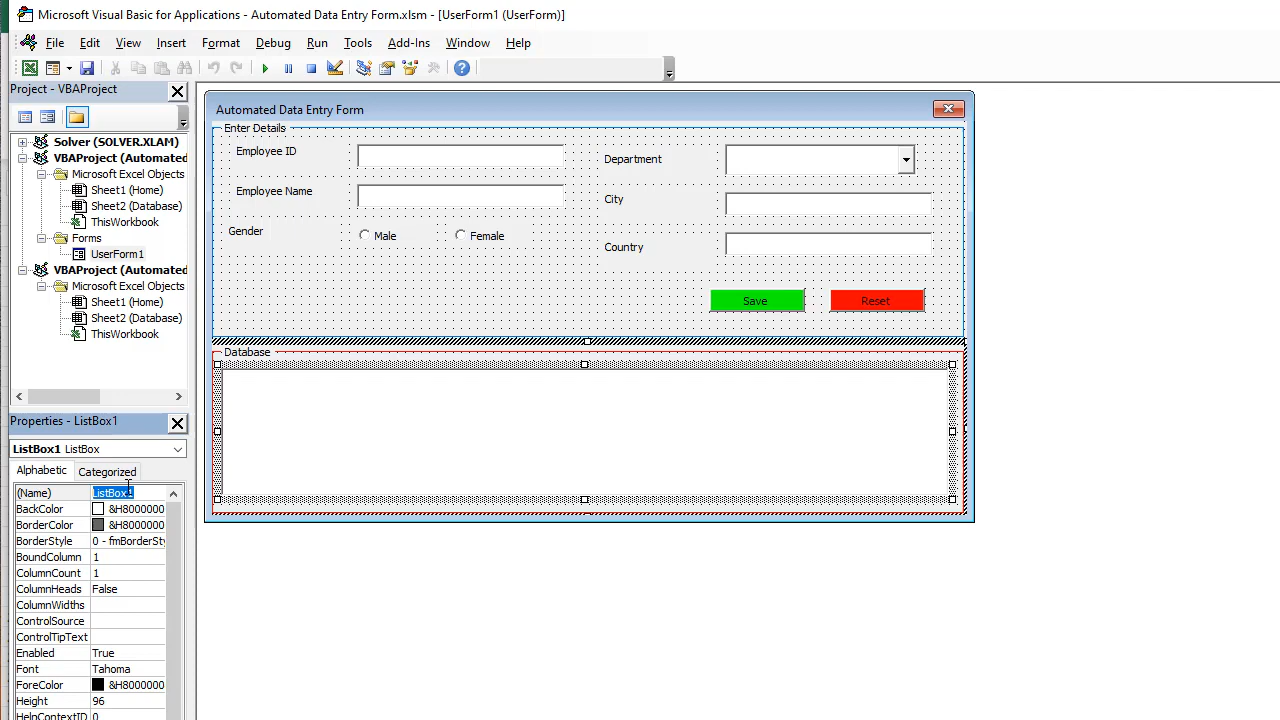 Microsoft Visual Basic for Applications - Automated Data Entry Form.xlsm - [UserForm1 (UserForm)]
File Edit View Insert Format Debug Run Tools Add-Ins Window Help
Project - VBAProject
Solver (SOLVER.XLAM)
VBAProject (Automated
Microsoft Excel Objects
Sheet1 (Home)
Sheet2 (Database)
ThisWorkbook
Forms
UserForm1
VBAProject (Automated
Microsoft Excel Objects
Sheet1 (Home)
Sheet2 (Database)
ThisWorkbook
Properties - ListBox1
ListBox1 ListBox
Alphabetic Categorized
(Name) ListBox1
BackColor &H8000000
BorderColor &H8000000
BorderStyle 0 - fmBorderSty
BoundColumn 1
ColumnCount 1
ColumnHeads False
ColumnWidths
ControlSource
ControlTipText
Enabled True
Font Tahoma
ForeColor &H8000000
Height 96
HelpContextID 0
Automated Data Entry Form
Enter Details
Employee ID
Department
Employee Name
City
Gender Male Female
Country
Save Reset
Database